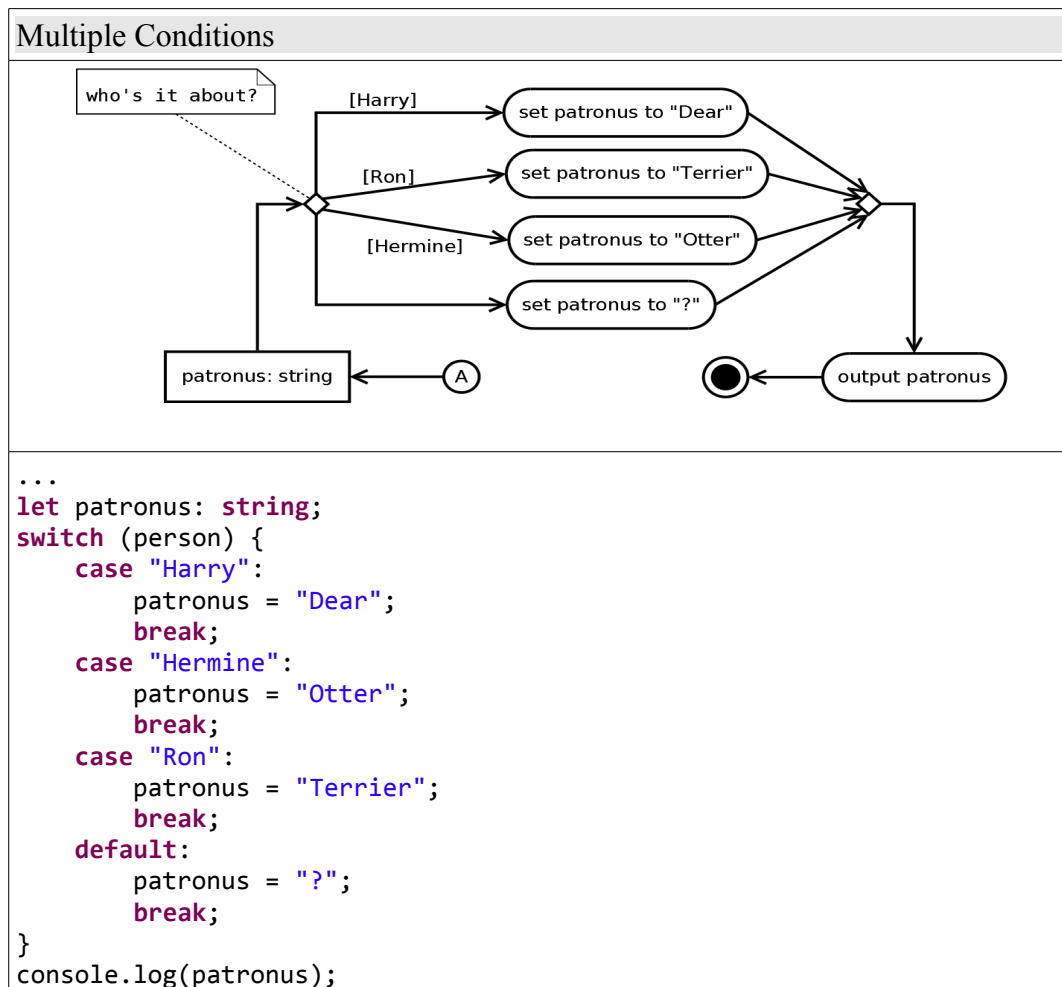 Multiple Conditions
who's it about?
[Harry]
set patronus to "Dear"
[Ron]
set patronus to "Terrier"
[Hermine]
set patronus to "Otter"
set patronus to "?"
patronus: string
A
output patronus
...
let patronus: string;
switch (person) {
    case "Harry":
        patronus = "Dear";
        break;
    case "Hermine":
        patronus = "Otter";
        break;
    case "Ron":
        patronus = "Terrier";
        break;
    default:
        patronus = "?";
        break;
}
console.log(patronus);